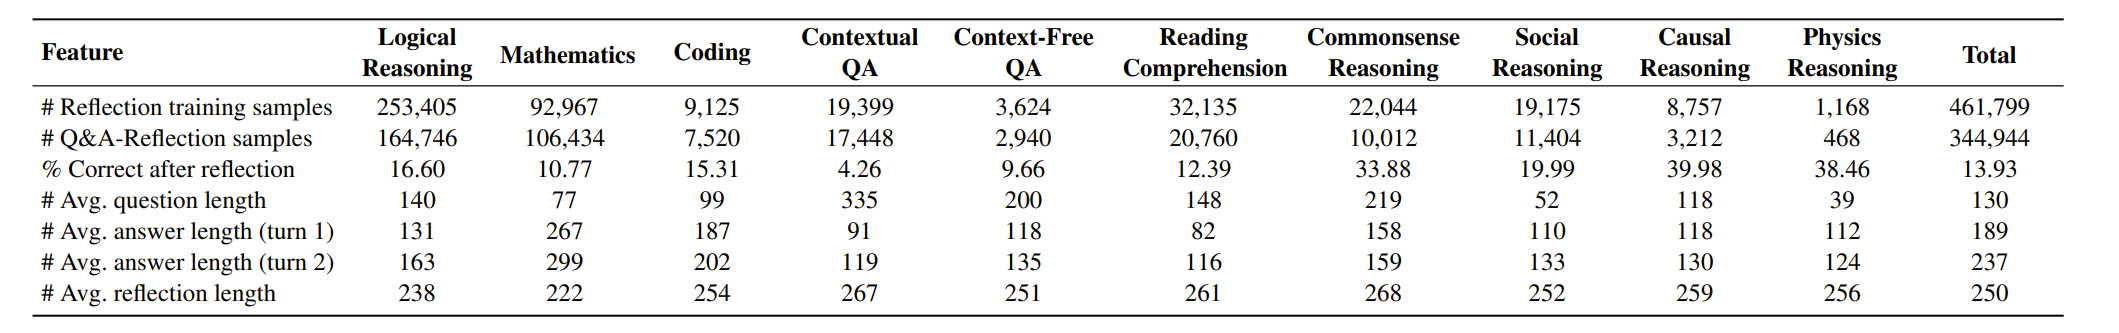 Feature Logical Reasoning Mathematics Coding Contextual QA Context-Free QA Reading Comprehension Commonsense Reasoning Social Reasoning Causal Reasoning Physics Reasoning Total
# Reflection training samples 253,405 92,967 9,125 19,399 3,624 32,135 22,044 19,175 8,757 1,168 461,799
# Q&A-Reflection samples 164,746 106,434 7,520 17,448 2,940 20,760 10,012 11,404 3,212 468 344,944
% Correct after reflection 16.60 10.77 15.31 4.26 9.66 12.39 33.88 19.99 39.98 38.46 13.93
# Avg. question length 140 77 99 335 200 148 219 52 118 39 130
# Avg. answer length (turn 1) 131 267 187 91 118 82 158 110 118 112 189
# Avg. answer length (turn 2) 163 299 202 119 135 116 159 133 130 124 237
# Avg. reflection length 238 222 254 267 251 261 268 252 259 256 250